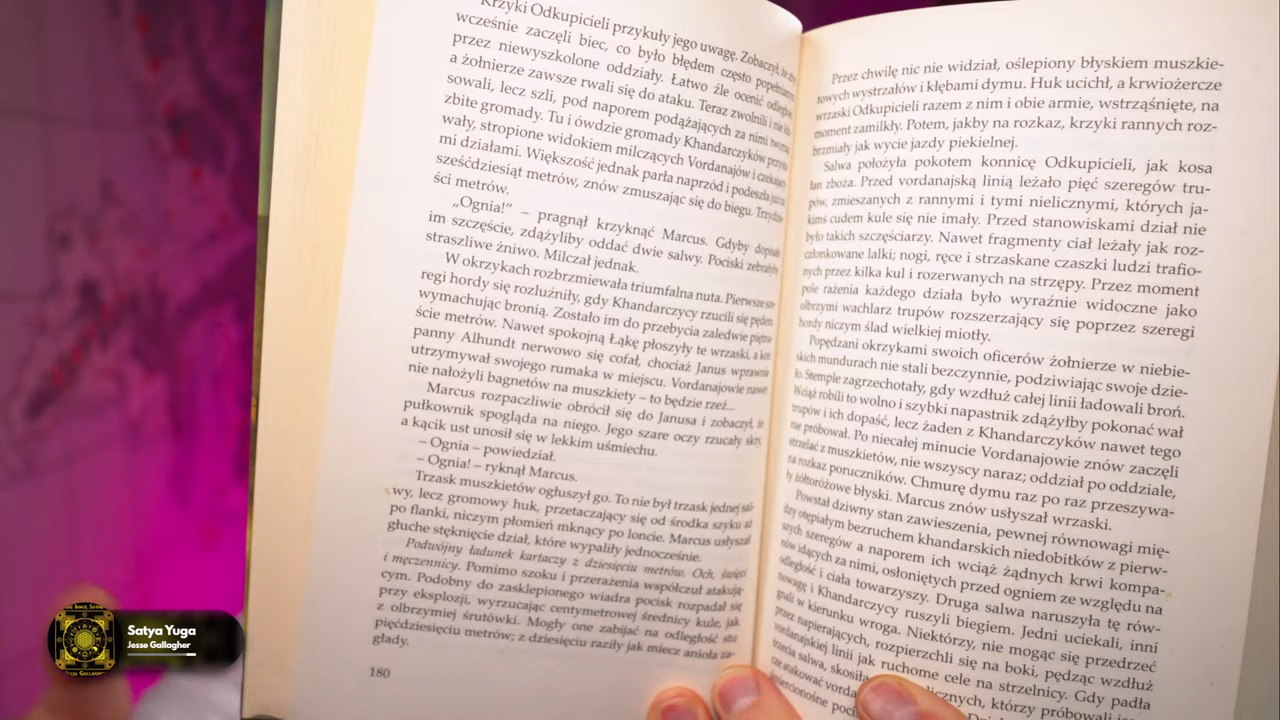 Krzyki Odkupicieli przykuły jego uwagę. Zobaczył, że
wcześnie zaczęli biec, co było błędem często
przez niewyszkolone oddziały. Łatwo źle ocenić
a żołnierze zawsze rwali się do ataku. Teraz zwolnili i nie
sowali, lecz szli, pod naporem podążających za nimi
zbite gromady. Tu i ówdzie gromady Khandarczyków
wały, stropione widokiem milczących Vordanajów i
mi działami. Większość jednak parła naprzód i podeszła
sześćdziesiąt metrów, znów zmuszając się do biegu.
ści metrów.
„Ognia!” – pragnął krzyknąć Marcus. Gdyby
im szczęście, zdążyliby oddać dwie salwy. Pociski
straszliwe żniwo. Milczał jednak.
W okrzykach rozbrzmiewała triumfalna nuta. Pierwsze
regi hordy się rozluźniły, gdy Khandarczycy rzucili się pędem,
wymachując bronią. Zostało im do przebycia zaledwie
ście metrów. Nawet spokojną Łąkę płoszyły te wrzaski, a
panny Alhundt nerwowo się cofał, chociaż Janus wprawnie
utrzymywał swojego rumaka w miejscu. Vordanajowie nawet
nie nałożyli bagnetów na muszkiety – to będzie rzeź...
Marcus rozpaczliwie obrócił się do Janusa i zobaczył, że
pułkownik spogląda na niego. Jego szare oczy rzucały skry,
a kącik ust unosił się w lekkim uśmiechu.
– Ognia – powiedział.
– Ognia! – ryknął Marcus.
Trzask muszkietów ogłuszył go. To nie był trzask jednej sal-
wy, lecz gromowy huk, przetaczający się od środka szyku aż
po flanki, niczym płomień mknący po loncie. Marcus usłyszał
głuche stęknięcie dział, które wypaliły jednocześnie.
Podwójny ładunek kartaczy z dziesięciu metrów. Och, święci
i męczennicy. Pomimo szoku i przerażenia współczuł atakują-
cym. Podobny do zasklepionego wiadra pocisk rozpadał się
przy eksplozji, wyrzucając centymetrowej średnicy kule, jak
z olbrzymiej śrutówki. Mogły one zabijać na odległość stu
pięćdziesięciu metrów; z dziesięciu raziły jak miecz anioła za-
głady.
180
Przez chwilę nic nie widział, oślepiony błyskiem muszkie-
towych wystrzałów i kłębami dymu. Huk ucichł, a krwiożercze
wrzaski Odkupicieli razem z nim i obie armie, wstrząśnięte, na
moment zamilkły. Potem, jakby na rozkaz, krzyki rannych roz-
brzmiały jak wycie jazdy piekielnej.
Salwa położyła pokotem konnicę Odkupicieli, jak kosa
łan zboża. Przed vordanajską linią leżało pięć szeregów tru-
pów, zmieszanych z rannymi i tymi nielicznymi, których ja-
kimś cudem kule się nie imały. Przed stanowiskami dział nie
było takich szczęściarzy. Nawet fragmenty ciał leżały jak roz-
członkowane lalki; nogi, ręce i strzaskane czaszki ludzi trafio-
nych przez kilka kul i rozerwanych na strzępy. Przez moment
pole rażenia każdego działa było wyraźnie widoczne jako
olbrzymi wachlarz trupów rozszerzający się poprzez szeregi
hordy niczym ślad wielkiej miotły.
Popędzani okrzykami swoich oficerów żołnierze w niebie-
skich mundurach nie stali bezczynnie, podziwiając swoje dzie-
ło. Stemple zagrzechotały, gdy wzdłuż całej linii ładowali broń.
Wciąż robili to wolno i szybki napastnik zdążyłby pokonać wał
trupów i ich dopaść, lecz żaden z Khandarczyków nawet tego
nie próbował. Po niecałej minucie Vordanajowie znów zaczęli
strzelać z muszkietów, nie wszyscy naraz; oddział po oddziale,
na rozkaz poruczników. Chmurę dymu raz po raz przeszywa-
ły żółtoróżowe błyski. Marcus znów usłyszał wrzaski.
Powstał dziwny stan zawieszenia, pewnej równowagi mię-
dzy otępiałym bezruchem khandarskich niedobitków z pierw-
szych szeregów a naporem ich wciąż żądnych krwi kompa-
nów idących za nimi, osłoniętych przed ogniem ze względu na
odległość i ciała towarzyszy. Druga salwa naruszyła tę rów-
nowagę i Khandarczycy ruszyli biegiem. Jedni uciekali, inni
gnali w kierunku wroga. Niektórzy, nie mogąc się przedrzeć
przez napierających, rozpierzchli się na boki, pędząc wzdłuż
vordanajskiej linii jak ruchome cele na strzelnicy. Gdy padła
trzecia salwa, skosiła licznych, którzy próbowali
cze atakować
śmiercionośne
Satya Yuga
Jesse Gallagher